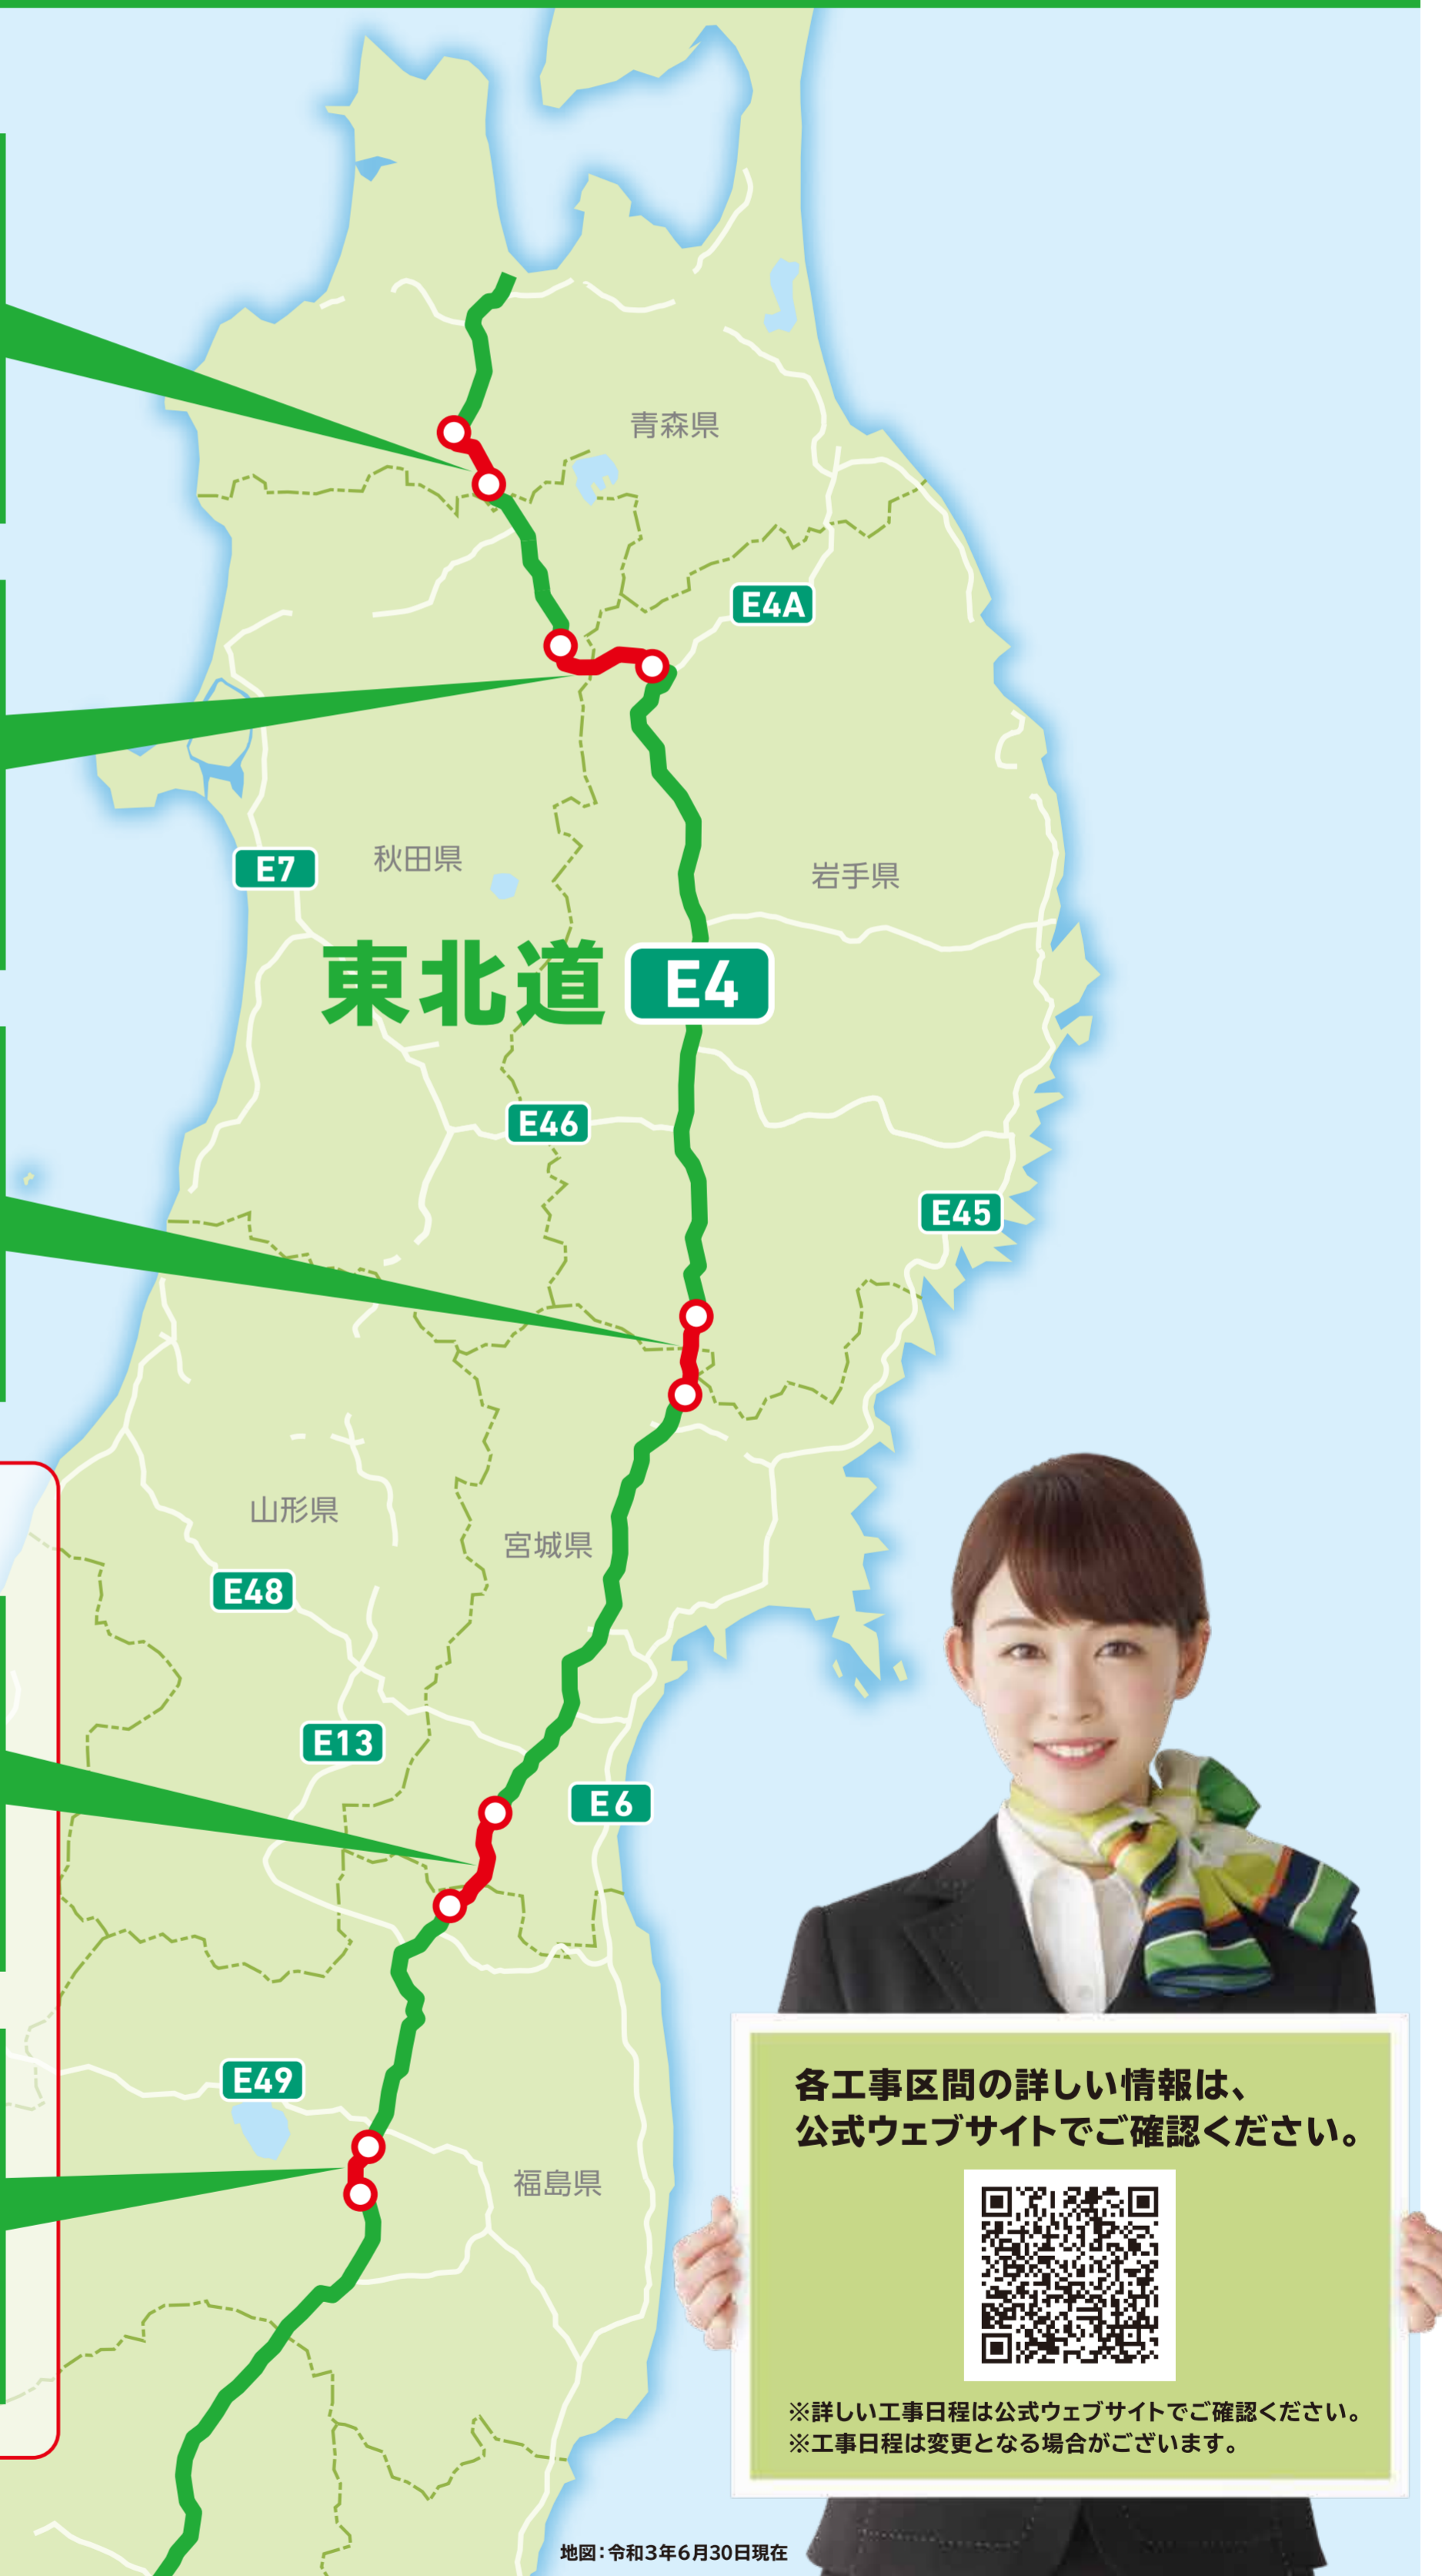 青森県
E4A
秋田県
E7
岩手県
東北道 E4
E46
E45
山形県
宮城県
E48
E13
E6
E49
福島県
各工事区間の詳しい情報は、
公式ウェブサイトでご確認ください。
※詳しい工事日程は公式ウェブサイトでご確認ください。
※工事日程は変更となる場合がございます。
地図：令和3年6月30日現在